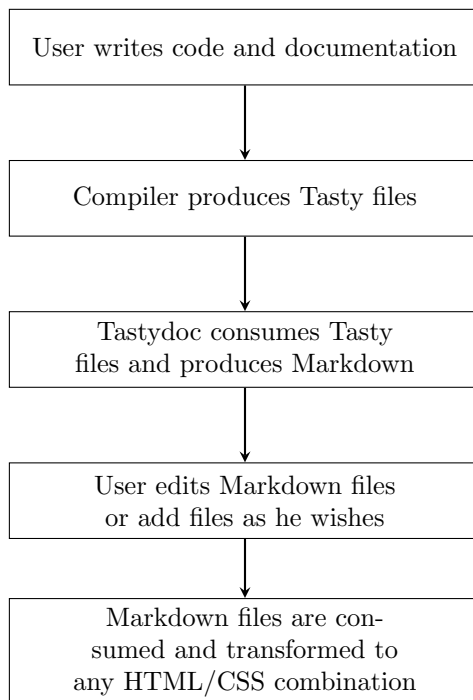 User writes code and documentation
Compiler produces Tasty files
Tastydoc consumes Tasty
files and produces Markdown
User edits Markdown files
or add files as he wishes
Markdown files are con-
sumed and transformed to
any HTML/CSS combination